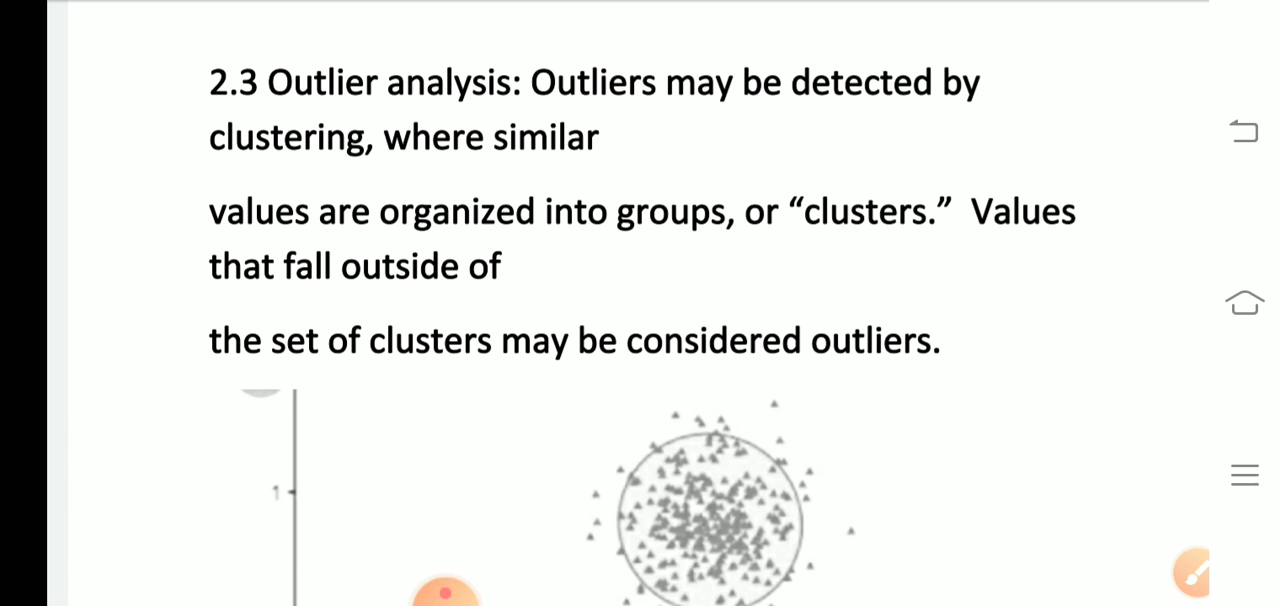 2.3 Outlier analysis: Outliers may be detected by
clustering, where similar
values are organized into groups, or “clusters.”  Values
that fall outside of
the set of clusters may be considered outliers.
1